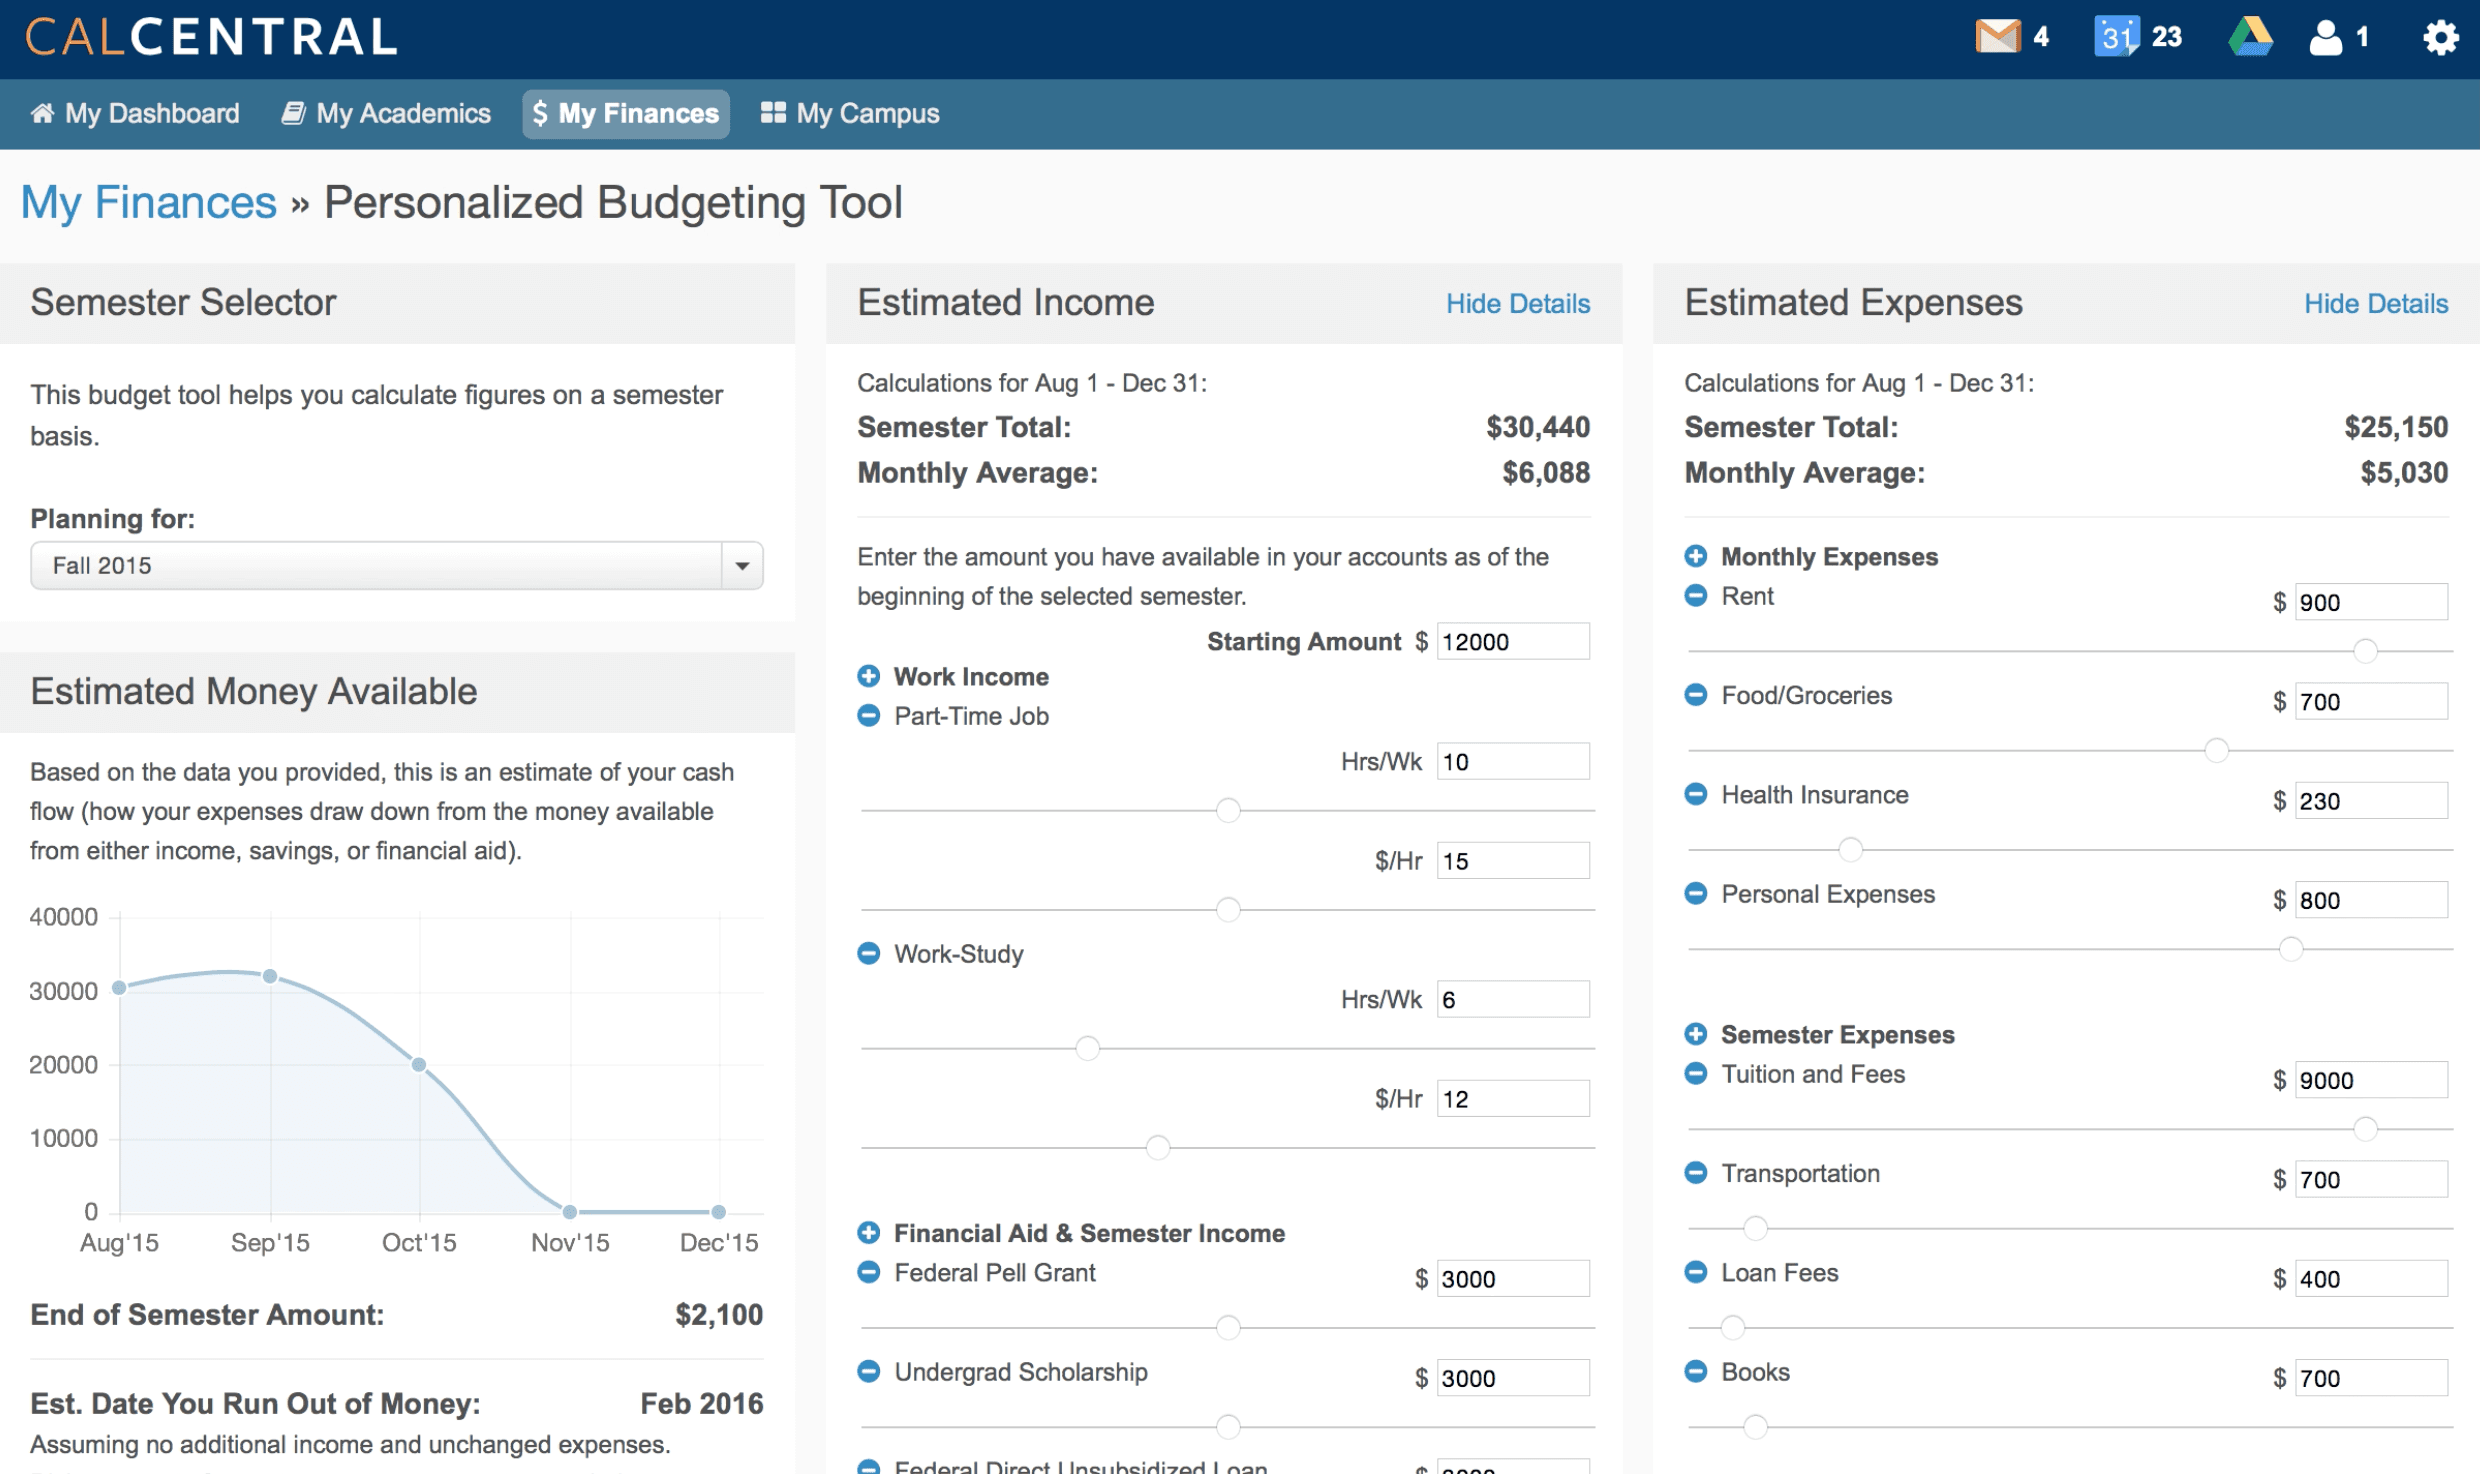 CALCENTRAL
4
31
23
1
My Dashboard
My Academics
$ My Finances
My Campus
My Finances » Personalized Budgeting Tool
Semester Selector
This budget tool helps you calculate figures on a semester
basis.
Planning for:
Fall 2015
Estimated Money Available
Based on the data you provided, this is an estimate of your cash
flow (how your expenses draw down from the money available
from either income, savings, or financial aid).
40000
30000
20000
10000
0
Aug'15 Sep'15 Oct'15 Nov'15 Dec'15
End of Semester Amount: $2,100
Est. Date You Run Out of Money: Feb 2016
Assuming no additional income and unchanged expenses.
Estimated Income Hide Details
Calculations for Aug 1 - Dec 31:
Semester Total: $30,440
Monthly Average: $6,088
Enter the amount you have available in your accounts as of the
beginning of the selected semester.
Starting Amount $ 12000
Work Income
Part-Time Job
Hrs/Wk 10
$/Hr 15
Work-Study
Hrs/Wk 6
$/Hr 12
Financial Aid & Semester Income
Federal Pell Grant $ 3000
Undergrad Scholarship $ 3000
Federal Direct Unsubsidized Loan $
Estimated Expenses Hide Details
Calculations for Aug 1 - Dec 31:
Semester Total: $25,150
Monthly Average: $5,030
Monthly Expenses
Rent $ 900
Food/Groceries $ 700
Health Insurance $ 230
Personal Expenses $ 800
Semester Expenses
Tuition and Fees $ 9000
Transportation $ 700
Loan Fees $ 400
Books $ 700